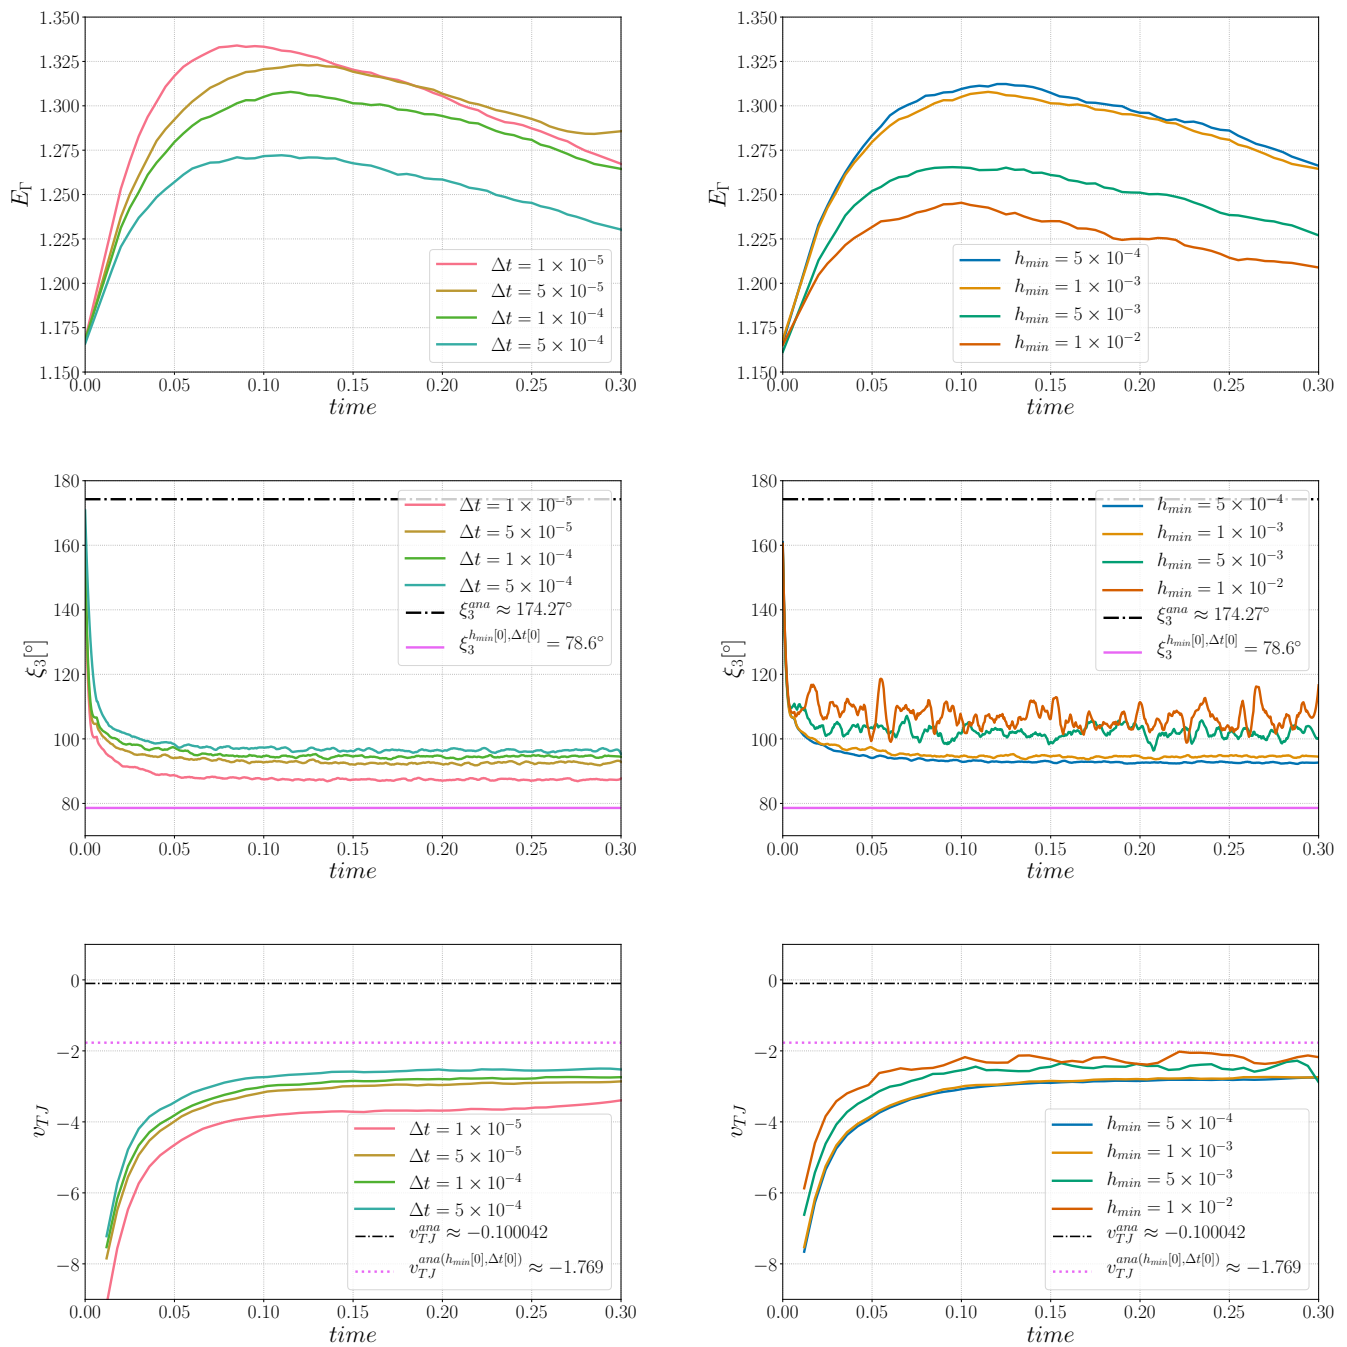 1.350
1.325
1.300
1.275
1.250
1.225
1.200
1.175
1.150
E_Γ
0.00 0.05 0.10 0.15 0.20 0.25 0.30
time
Δt = 1 × 10⁻⁵
Δt = 5 × 10⁻⁵
Δt = 1 × 10⁻⁴
Δt = 5 × 10⁻⁴
1.350
1.325
1.300
1.275
1.250
1.225
1.200
1.175
1.150
E_Γ
0.00 0.05 0.10 0.15 0.20 0.25 0.30
time
h_min = 5 × 10⁻⁴
h_min = 1 × 10⁻³
h_min = 5 × 10⁻³
h_min = 1 × 10⁻²
180
160
140
120
100
80
ξ₃[°]
0.00 0.05 0.10 0.15 0.20 0.25 0.30
time
Δt = 1 × 10⁻⁵
Δt = 5 × 10⁻⁵
Δt = 1 × 10⁻⁴
Δt = 5 × 10⁻⁴
ξ₃^{ana} ≈ 174.27°
ξ₃^{h_min[0],Δt[0]} = 78.6°
180
160
140
120
100
80
ξ₃[°]
0.00 0.05 0.10 0.15 0.20 0.25 0.30
time
h_min = 5 × 10⁻⁴
h_min = 1 × 10⁻³
h_min = 5 × 10⁻³
h_min = 1 × 10⁻²
ξ₃^{ana} ≈ 174.27°
ξ₃^{h_min[0],Δt[0]} = 78.6°
0
−2
−4
−6
−8
v_TJ
0.00 0.05 0.10 0.15 0.20 0.25 0.30
time
Δt = 1 × 10⁻⁵
Δt = 5 × 10⁻⁵
Δt = 1 × 10⁻⁴
Δt = 5 × 10⁻⁴
v_TJ^{ana} ≈ −0.100042
v_TJ^{ana(h_min[0],Δt[0])} ≈ −1.769
0
−2
−4
−6
−8
v_TJ
0.00 0.05 0.10 0.15 0.20 0.25 0.30
time
h_min = 5 × 10⁻⁴
h_min = 1 × 10⁻³
h_min = 5 × 10⁻³
h_min = 1 × 10⁻²
v_TJ^{ana} ≈ −0.100042
v_TJ^{ana(h_min[0],Δt[0])} ≈ −1.769